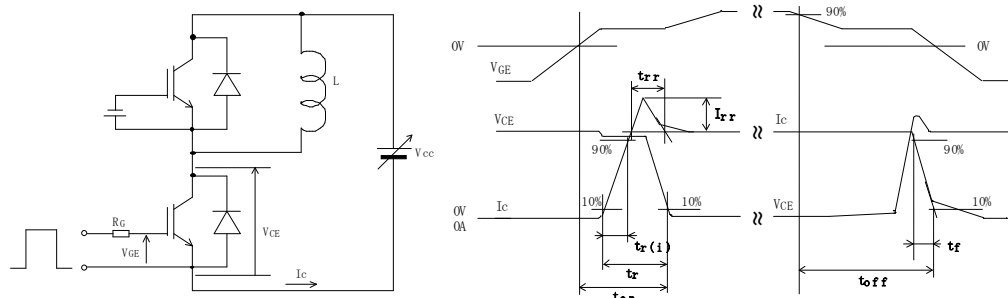 L
Vcc
RG
VGE
VCE
Ic
0V
VGE
trr
Irr
VCE
90%
10%
10%
0V
0A
Ic
tr(i)
tr
ton
90%
0V
Ic
90%
VCE
10%
tf
toff